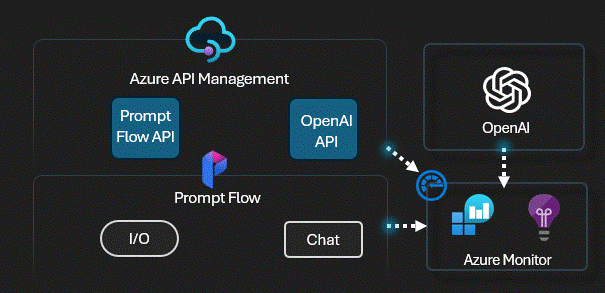 Azure API Management
Prompt
Flow API
OpenAI
API
OpenAI
Prompt Flow
I/O
Chat
Azure Monitor